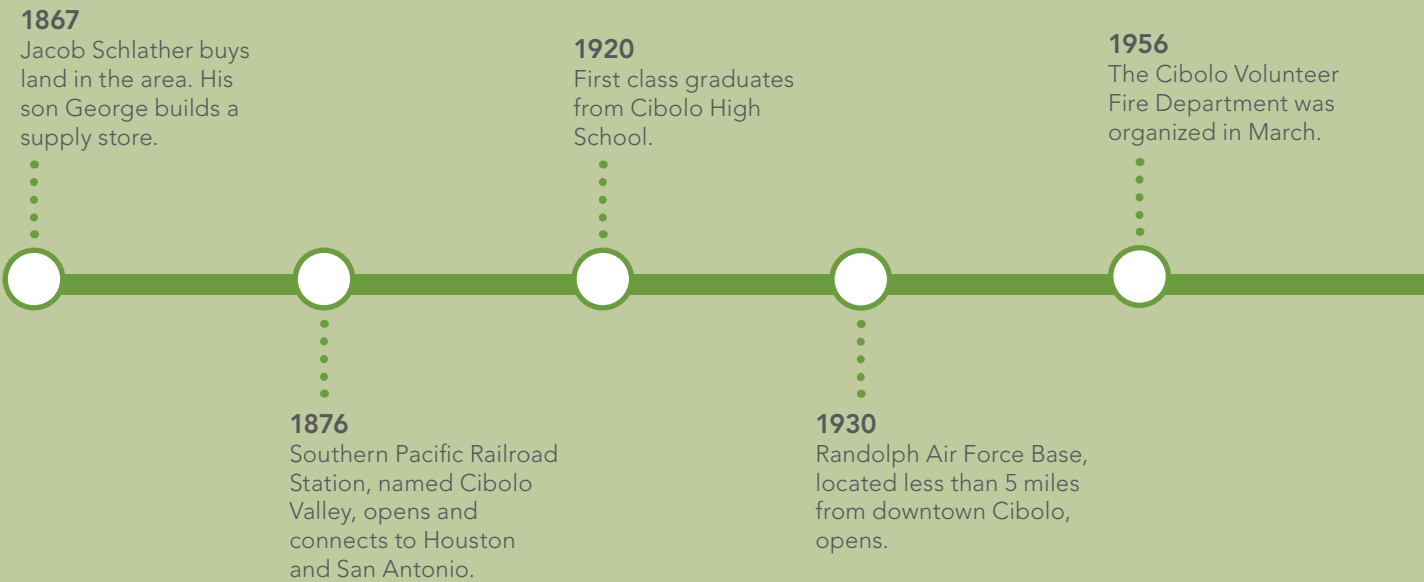 1867
Jacob Schlather buys
land in the area. His
son George builds a
supply store.
1876
Southern Pacific Railroad
Station, named Cibolo
Valley, opens and
connects to Houston
and San Antonio.
1920
First class graduates
from Cibolo High
School.
1930
Randolph Air Force Base,
located less than 5 miles
from downtown Cibolo,
opens.
1956
The Cibolo Volunteer
Fire Department was
organized in March.